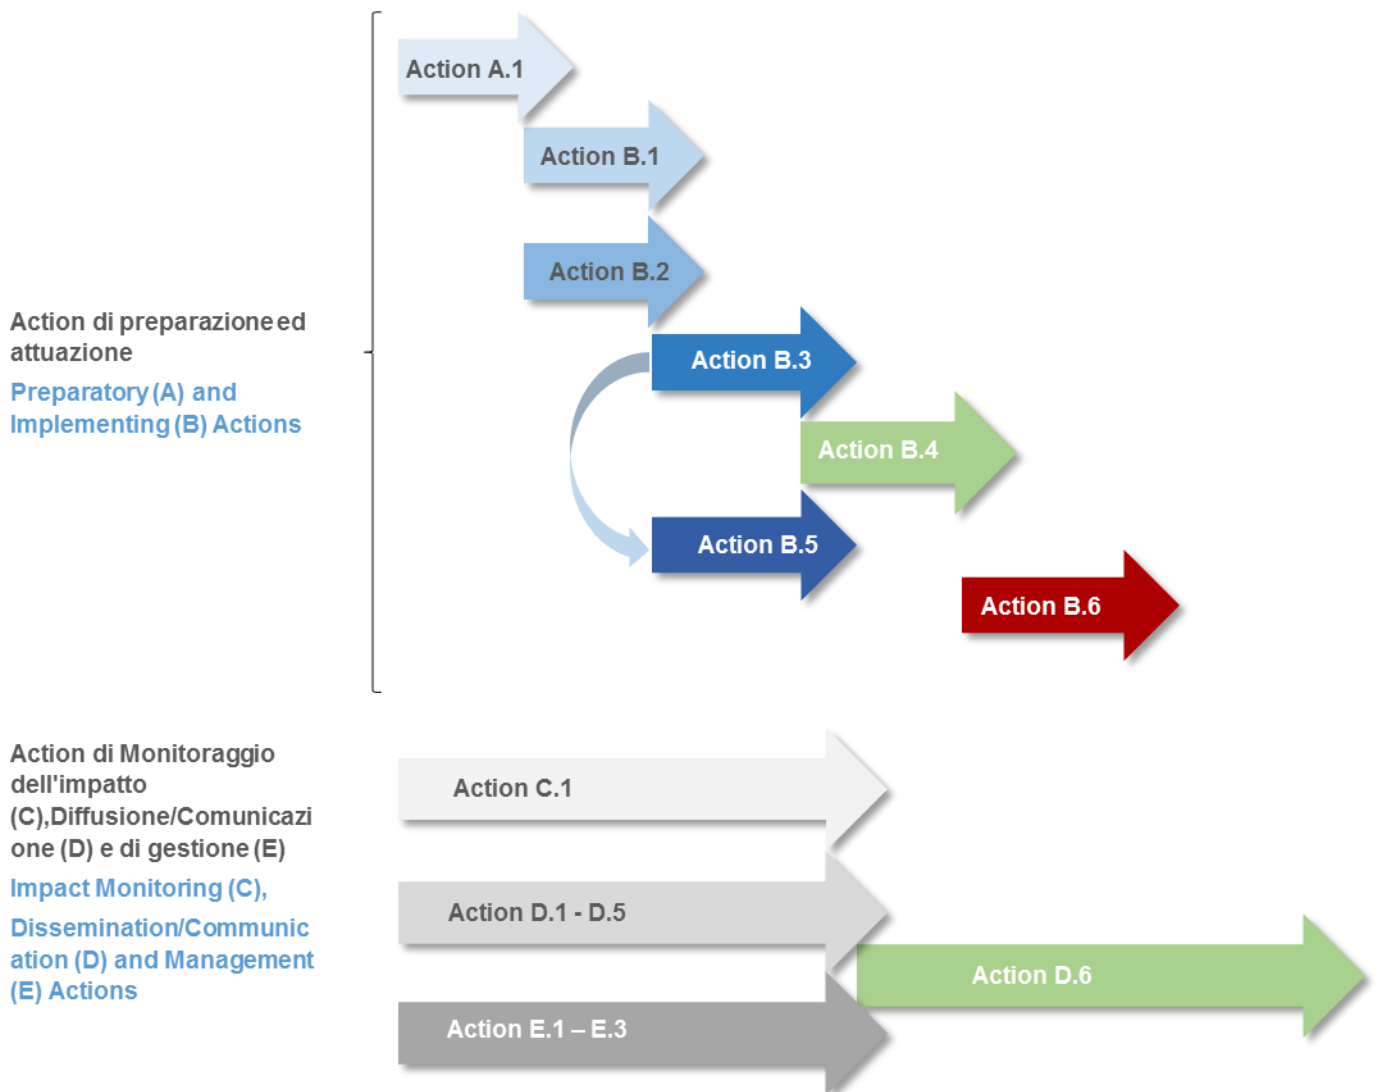 Action A.1
Action B.1
Action B.2
Action di preparazione ed
attuazione
Preparatory (A) and
Implementing (B) Actions
Action B.3
Action B.4
Action B.5
Action B.6
Action di Monitoraggio
dell'impatto
(C),Diffusione/Comunicazi
one (D) e di gestione (E)
Impact Monitoring (C),
Dissemination/Communic
ation (D) and Management
(E) Actions
Action C.1
Action D.1 - D.5
Action D.6
Action E.1 – E.3